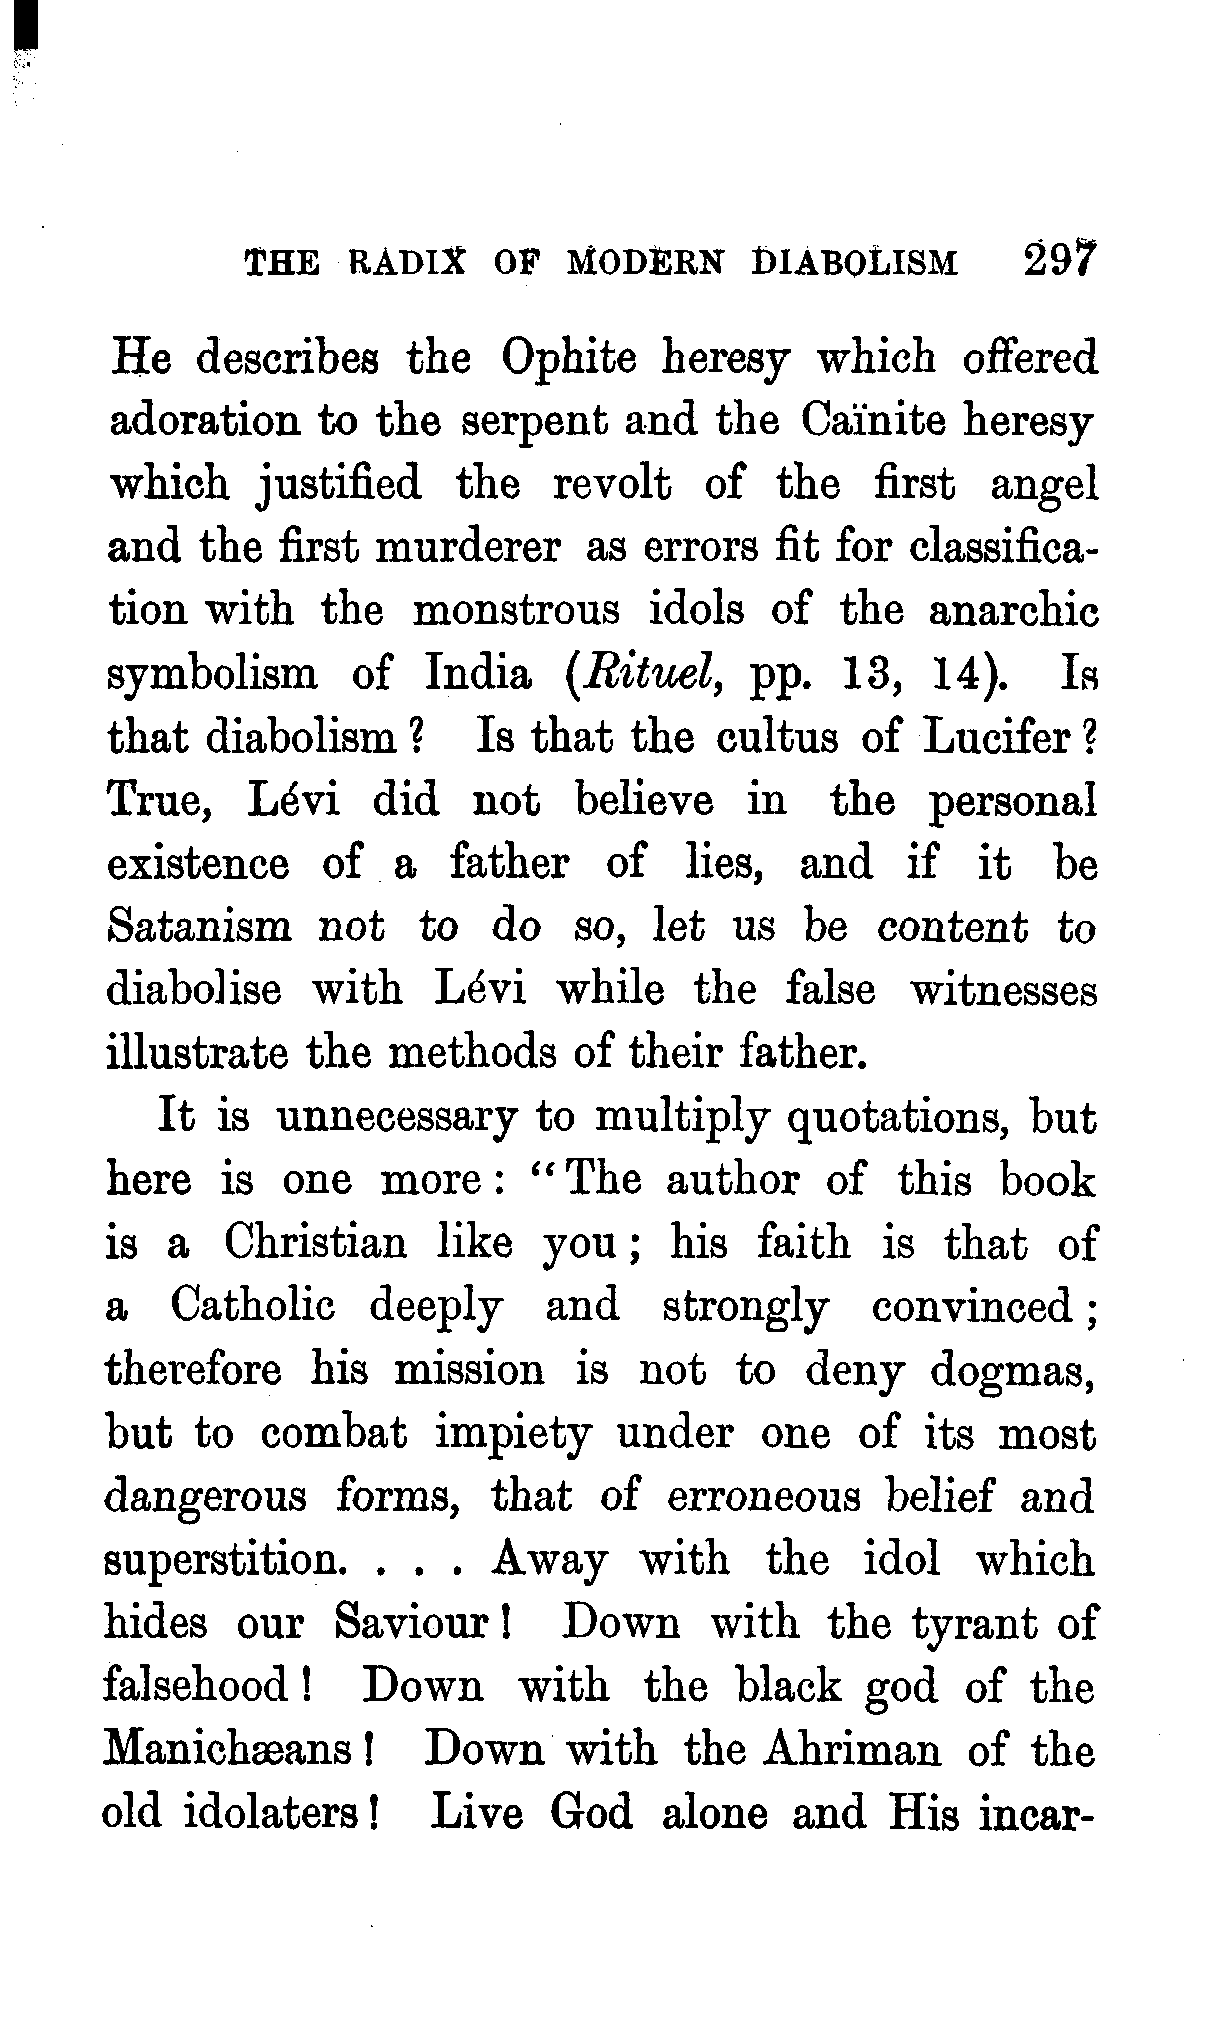 THE RADIX OF MODERN DIABOLISM 297
He describes the Ophite heresy which offered
adoration to the serpent and the Caïnite heresy
which justified the revolt of the first angel
and the first murderer as errors fit for classifica-
tion with the monstrous idols of the anarchic
symbolism of India (Rituel, pp. 13, 14). Is
that diabolism ? Is that the cultus of Lucifer ?
True, Lévi did not believe in the personal
existence of a father of lies, and if it be
Satanism not to do so, let us be content to
diabolise with Lévi while the false witnesses
illustrate the methods of their father.
It is unnecessary to multiply quotations, but
here is one more : “The author of this book
is a Christian like you ; his faith is that of
a Catholic deeply and strongly convinced ;
therefore his mission is not to deny dogmas,
but to combat impiety under one of its most
dangerous forms, that of erroneous belief and
superstition. . . . Away with the idol which
hides our Saviour ! Down with the tyrant of
falsehood ! Down with the black god of the
Manichæans ! Down with the Ahriman of the
old idolaters ! Live God alone and His incar-